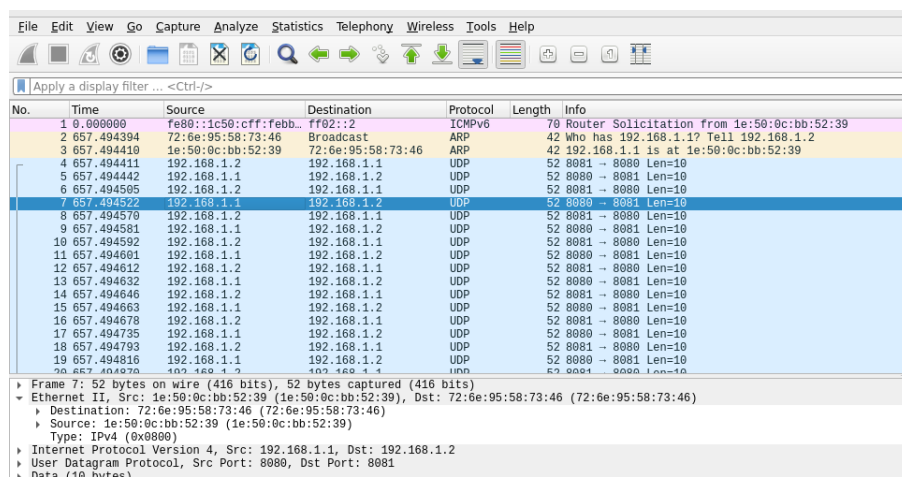 File Edit View Go Capture Analyze Statistics Telephony Wireless Tools Help
Apply a display filter ... <Ctrl-/>
No. Time Source Destination Protocol Length Info
1 0.000000 fe80::1c50:cff:febb… ff02::2 ICMPv6 70 Router Solicitation from 1e:50:0c:bb:52:39
2 657.494394 72:6e:95:58:73:46 Broadcast ARP 42 Who has 192.168.1.1? Tell 192.168.1.2
3 657.494410 1e:50:0c:bb:52:39 72:6e:95:58:73:46 ARP 42 192.168.1.1 is at 1e:50:0c:bb:52:39
4 657.494411 192.168.1.2 192.168.1.1 UDP 52 8081 → 8080 Len=10
5 657.494442 192.168.1.1 192.168.1.2 UDP 52 8080 → 8081 Len=10
6 657.494505 192.168.1.2 192.168.1.1 UDP 52 8081 → 8080 Len=10
7 657.494522 192.168.1.1 192.168.1.2 UDP 52 8080 → 8081 Len=10
8 657.494570 192.168.1.2 192.168.1.1 UDP 52 8081 → 8080 Len=10
9 657.494581 192.168.1.1 192.168.1.2 UDP 52 8080 → 8081 Len=10
10 657.494592 192.168.1.2 192.168.1.1 UDP 52 8081 → 8080 Len=10
11 657.494601 192.168.1.1 192.168.1.2 UDP 52 8080 → 8081 Len=10
12 657.494612 192.168.1.2 192.168.1.1 UDP 52 8081 → 8080 Len=10
13 657.494632 192.168.1.1 192.168.1.2 UDP 52 8080 → 8081 Len=10
14 657.494646 192.168.1.2 192.168.1.1 UDP 52 8081 → 8080 Len=10
15 657.494663 192.168.1.1 192.168.1.2 UDP 52 8080 → 8081 Len=10
16 657.494678 192.168.1.2 192.168.1.1 UDP 52 8081 → 8080 Len=10
17 657.494735 192.168.1.1 192.168.1.2 UDP 52 8080 → 8081 Len=10
18 657.494793 192.168.1.2 192.168.1.1 UDP 52 8081 → 8080 Len=10
19 657.494816 192.168.1.1 192.168.1.2 UDP 52 8080 → 8081 Len=10
20 657.494870 192.168.1.2 192.168.1.1 UDP 52 8081 → 8080 Len=10
Frame 7: 52 bytes on wire (416 bits), 52 bytes captured (416 bits)
Ethernet II, Src: 1e:50:0c:bb:52:39 (1e:50:0c:bb:52:39), Dst: 72:6e:95:58:73:46 (72:6e:95:58:73:46)
Destination: 72:6e:95:58:73:46 (72:6e:95:58:73:46)
Source: 1e:50:0c:bb:52:39 (1e:50:0c:bb:52:39)
Type: IPv4 (0x0800)
Internet Protocol Version 4, Src: 192.168.1.1, Dst: 192.168.1.2
User Datagram Protocol, Src Port: 8080, Dst Port: 8081
Data (10 bytes)